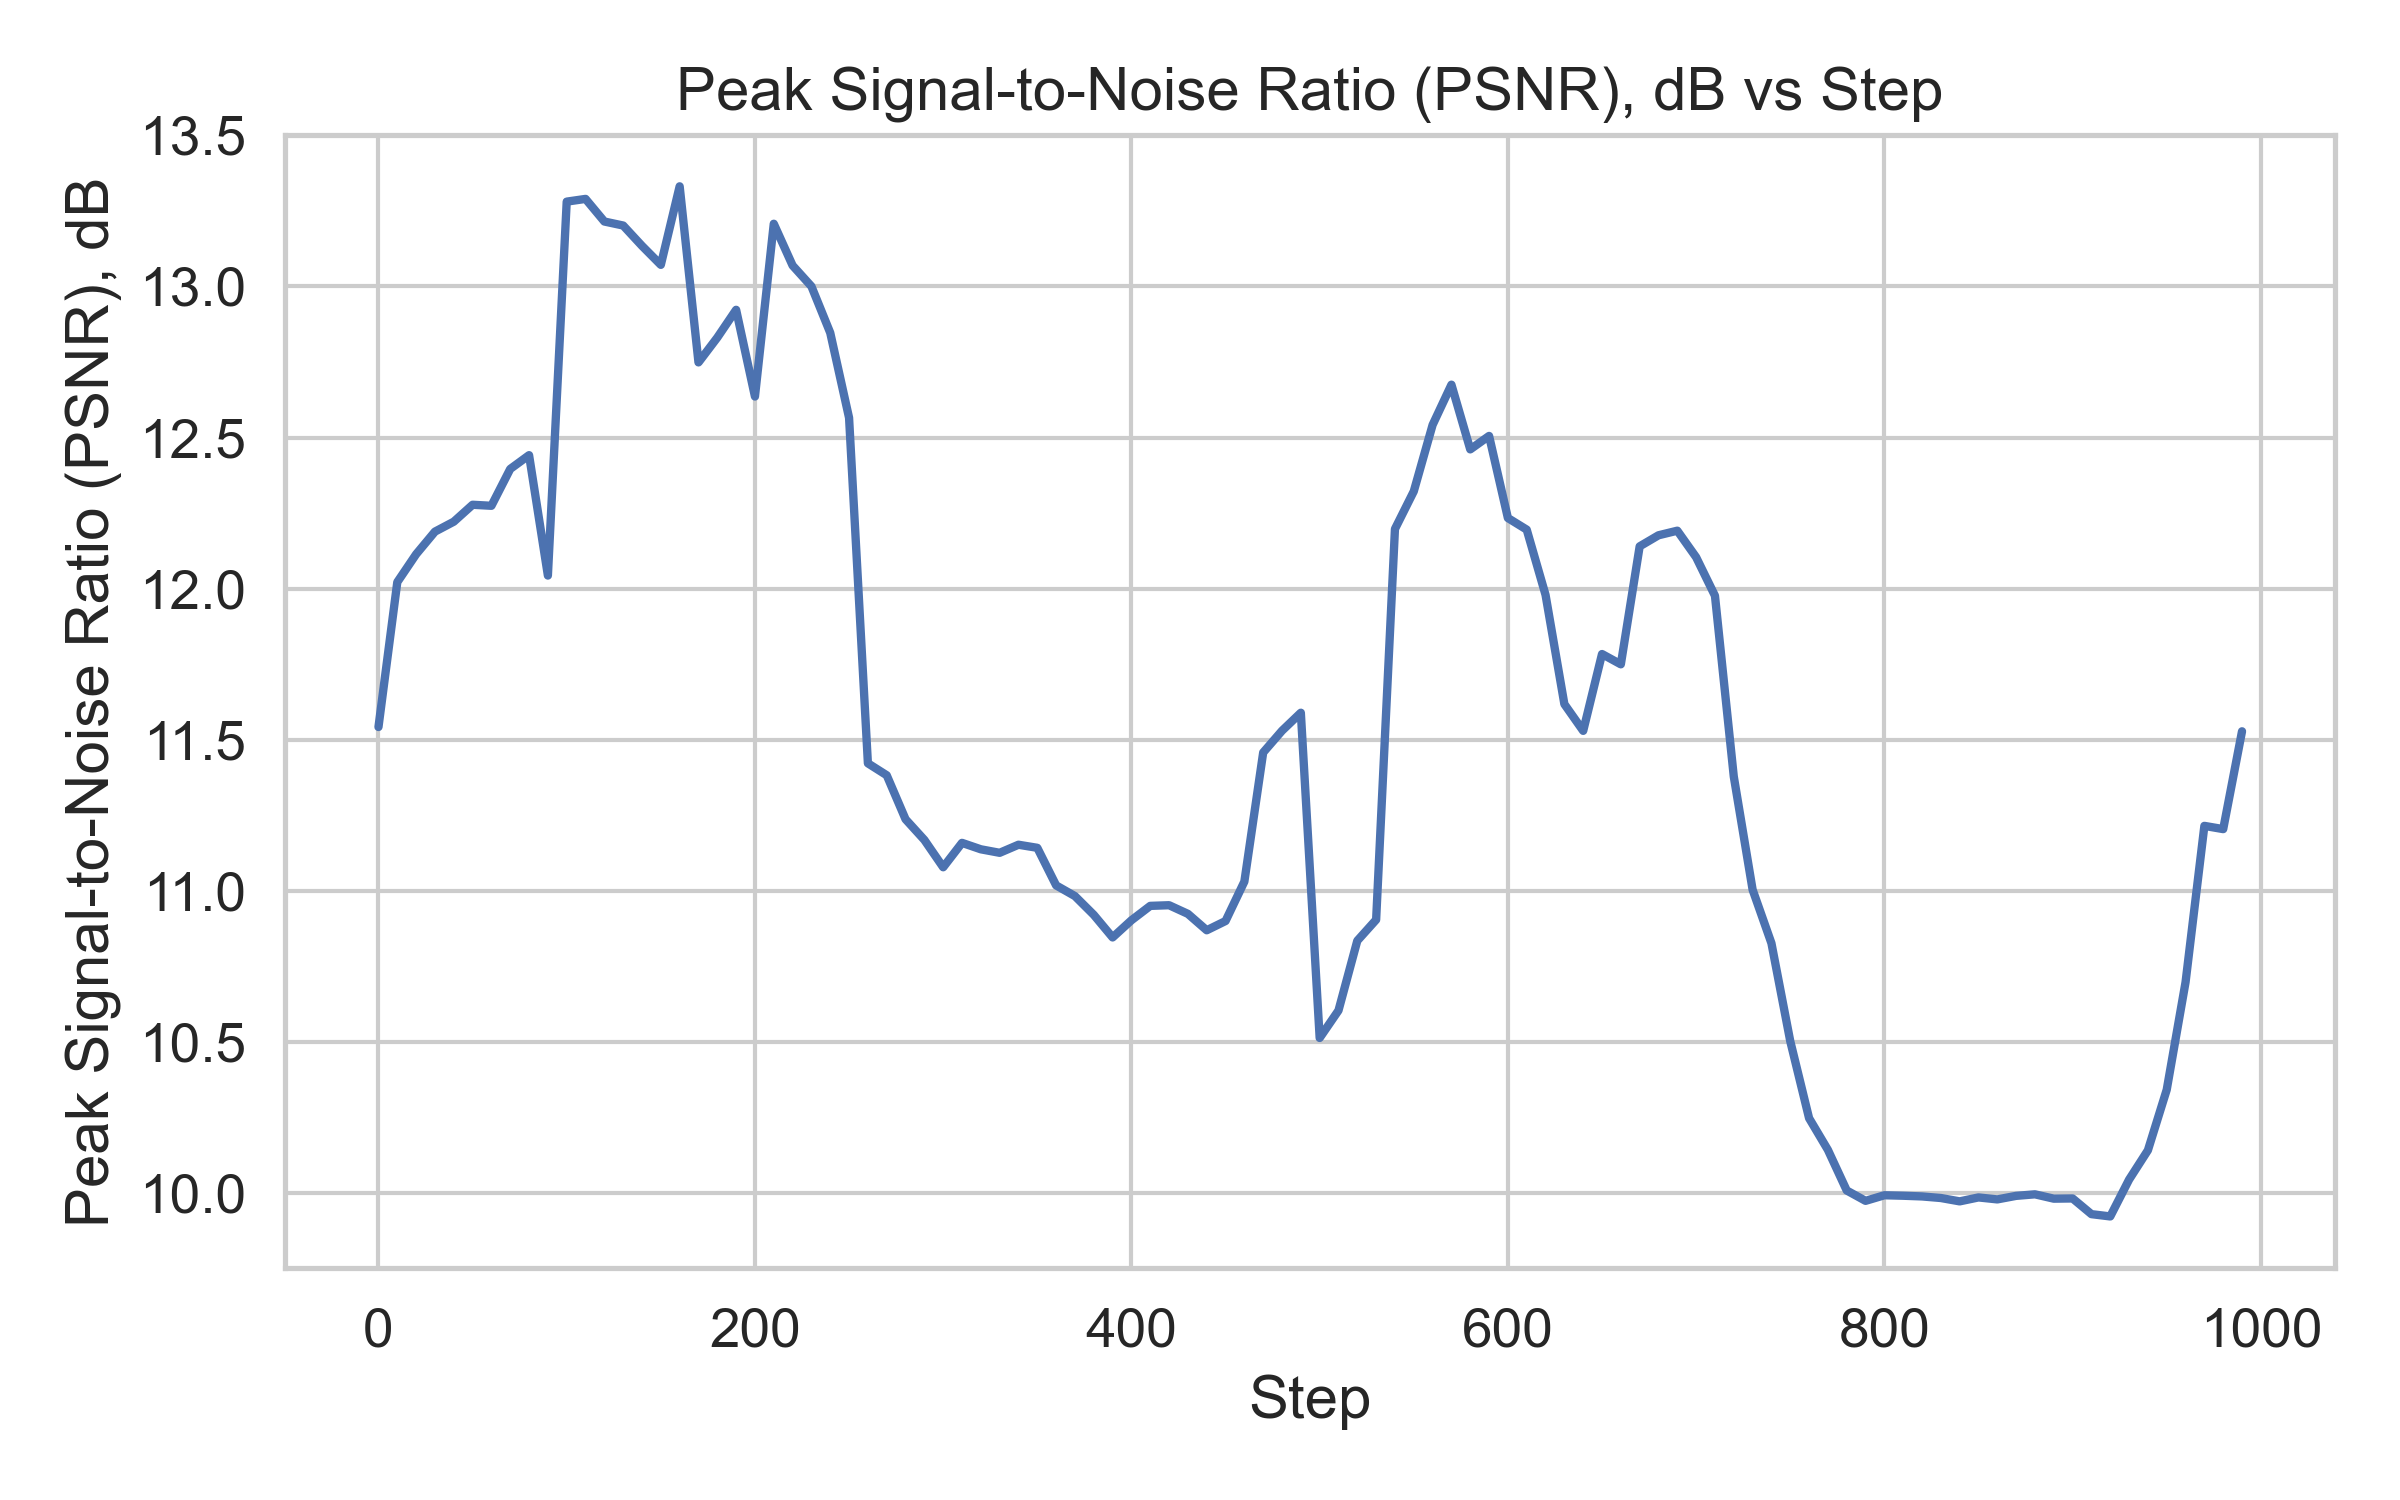 Peak Signal-to-Noise Ratio (PSNR), dB vs Step
Peak Signal-to-Noise Ratio (PSNR), dB
13.5
13.0
12.5
12.0
11.5
11.0
10.5
10.0
0 200 400 600 800 1000
Step